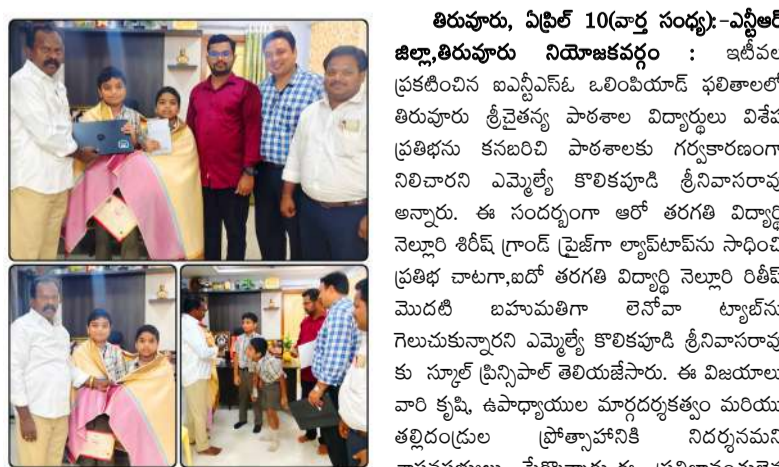 తిరువూరు, ఏప్రిల్ 10(వార్త సంధ్య):-ఎన్టీఆర్
జిల్లా,తిరువూరు నియోజకవర్గం : ఇటీవల
ప్రకటించిన ఐఎన్టీఎస్ఓ ఒలింపియాడ్ ఫలితాలలో
తిరువూరు శ్రీచైతన్య పాఠశాల విద్యార్థులు విశేష
ప్రతిభను కనబరిచి పాఠశాలకు గర్వకారణంగా
నిలిచారని ఎమ్మెల్యే కొలికపూడి శ్రీనివాసరావు
అన్నారు. ఈ సందర్భంగా ఆరో తరగతి విద్యార్థి
నెల్లూరి శిరీష్ గ్రాండ్ ప్రైజ్‌గా ల్యాప్‌టాప్‌ను సాధించి
ప్రతిభ చాటగా,ఐదో తరగతి విద్యార్థి నెల్లూరి రితీష్
మొదటి బహుమతిగా లెనోవా ట్యాబ్‌ను
గెలుచుకున్నారని ఎమ్మెల్యే కొలికపూడి శ్రీనివాసరావు
కు స్కూల్ ప్రిన్సిపాల్ తెలియజేసారు. ఈ విజయాలు
వారి కృషి, ఉపాధ్యాయుల మార్గదర్శకత్వం మరియు
తల్లిదండ్రుల ప్రోత్సాహానికి నిదర్శనమని